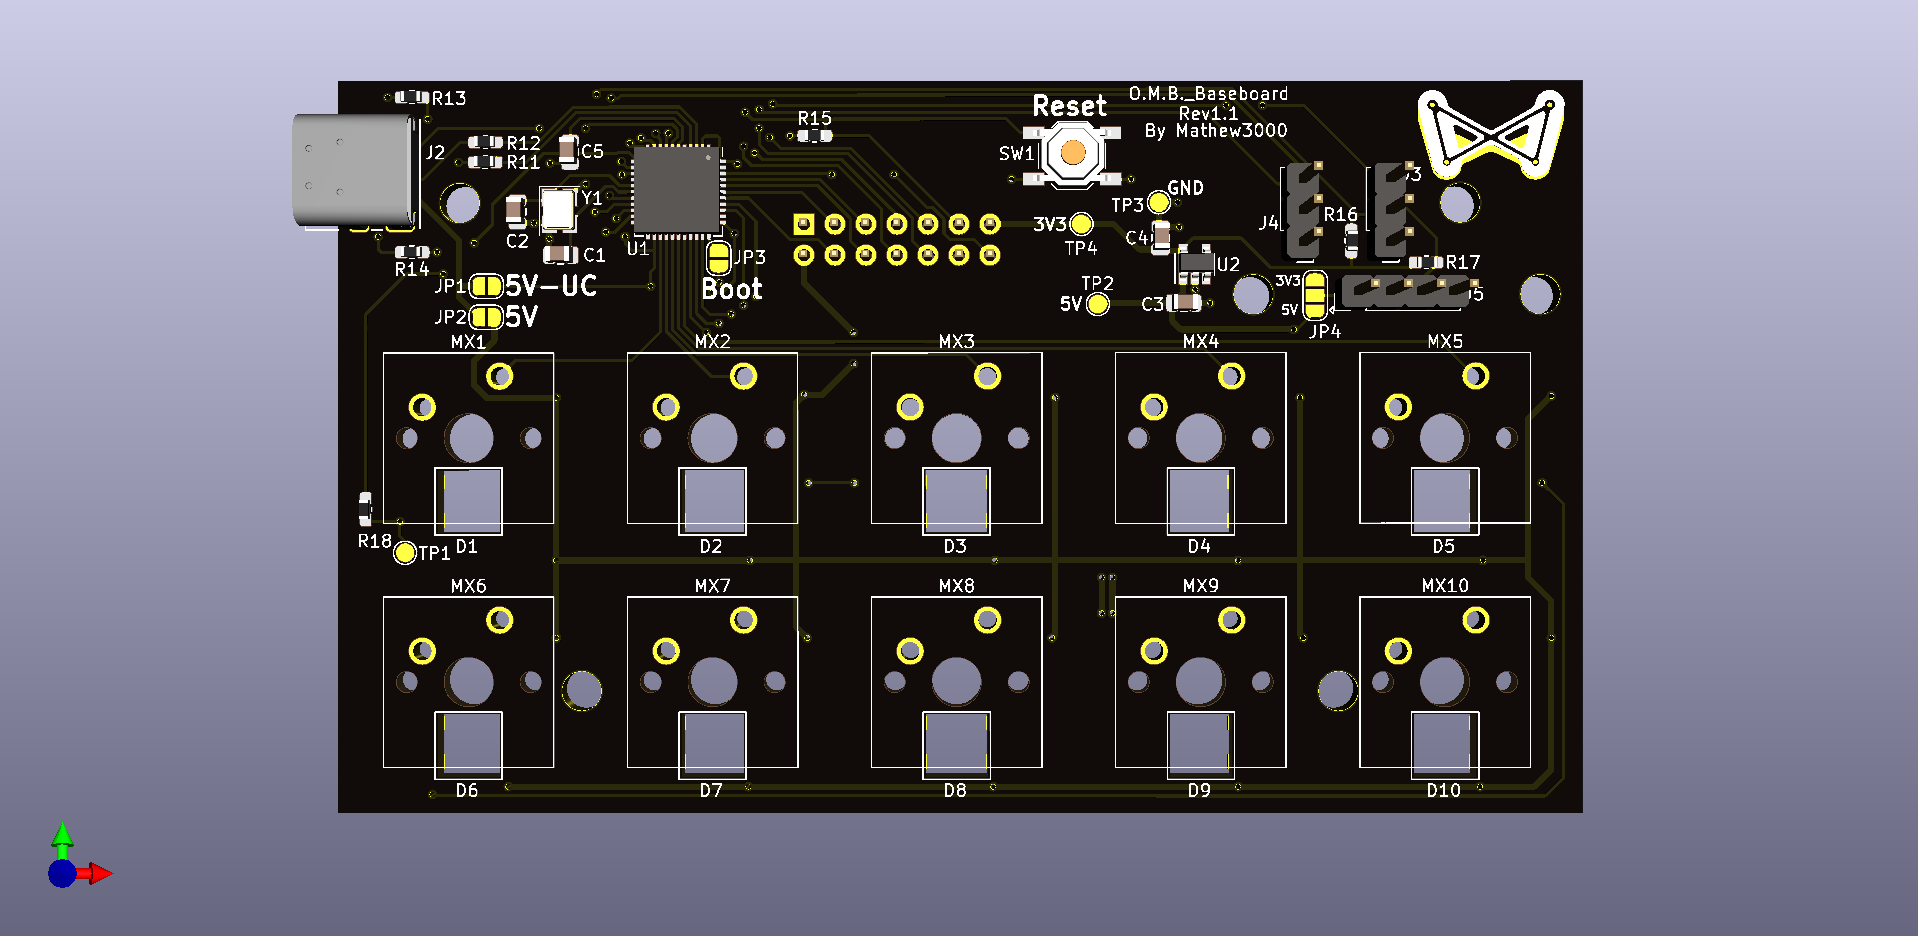 R13
J2
R12
R11
C5
Y1
C2
C1
R14
U1
JP3
Boot
JP1
5V-UC
JP2
5V
R15
Reset
SW1
O.M.B._Baseboard
Rev1.1
By Mathew3000
GND
TP3
3V3
TP4
C4
U2
TP2
5V
C3
J4
R16
J3
R17
3V3
5V
JP4
J5
MX1
MX2
MX3
MX4
MX5
R18
TP1
D1
D2
D3
D4
D5
MX6
MX7
MX8
MX9
MX10
D6
D7
D8
D9
D10